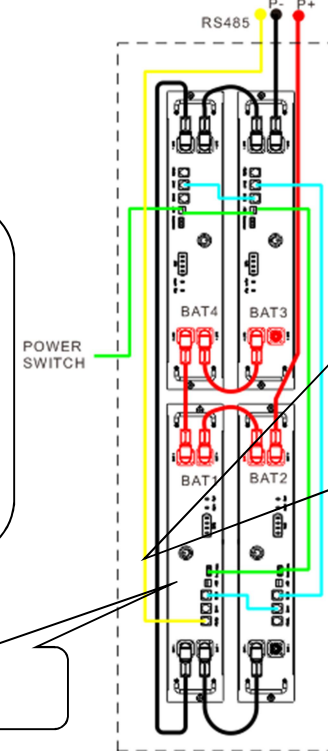 P- P+
RS485
BAT4 BAT3
POWER
SWITCH
BAT1 BAT2